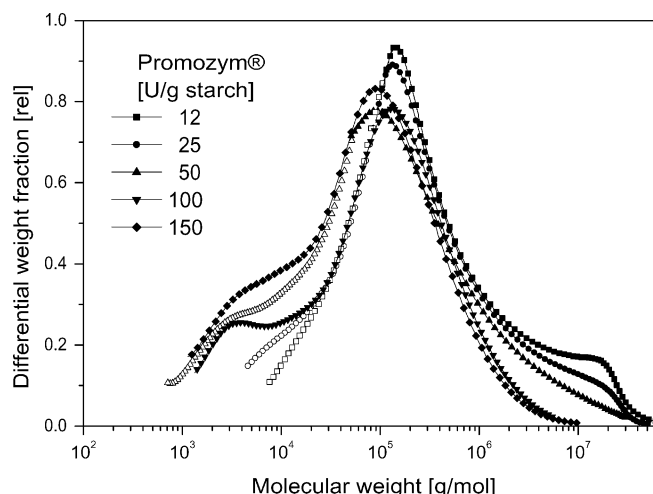 1.0
0.8
0.6
0.4
0.2
0.0
Differential weight fraction [rel]
Promozym®
[U/g starch]
12
25
50
100
150
10² 10³ 10⁴ 10⁵ 10⁶ 10⁷
Molecular weight [g/mol]